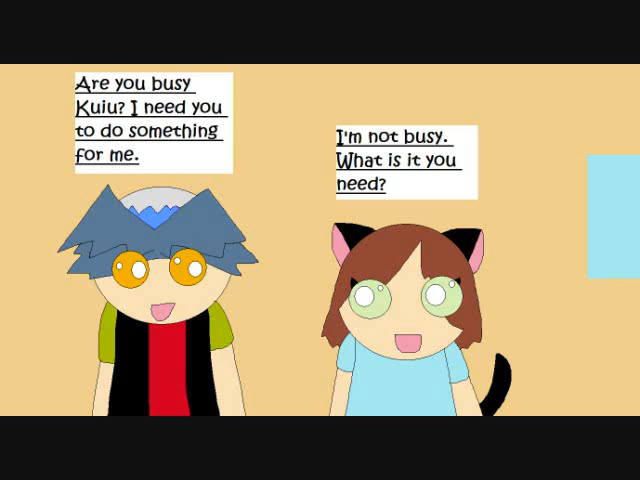 Are you busy
Kuiu? I need you
to do something
for me.
I'm not busy.
What is it you
need?